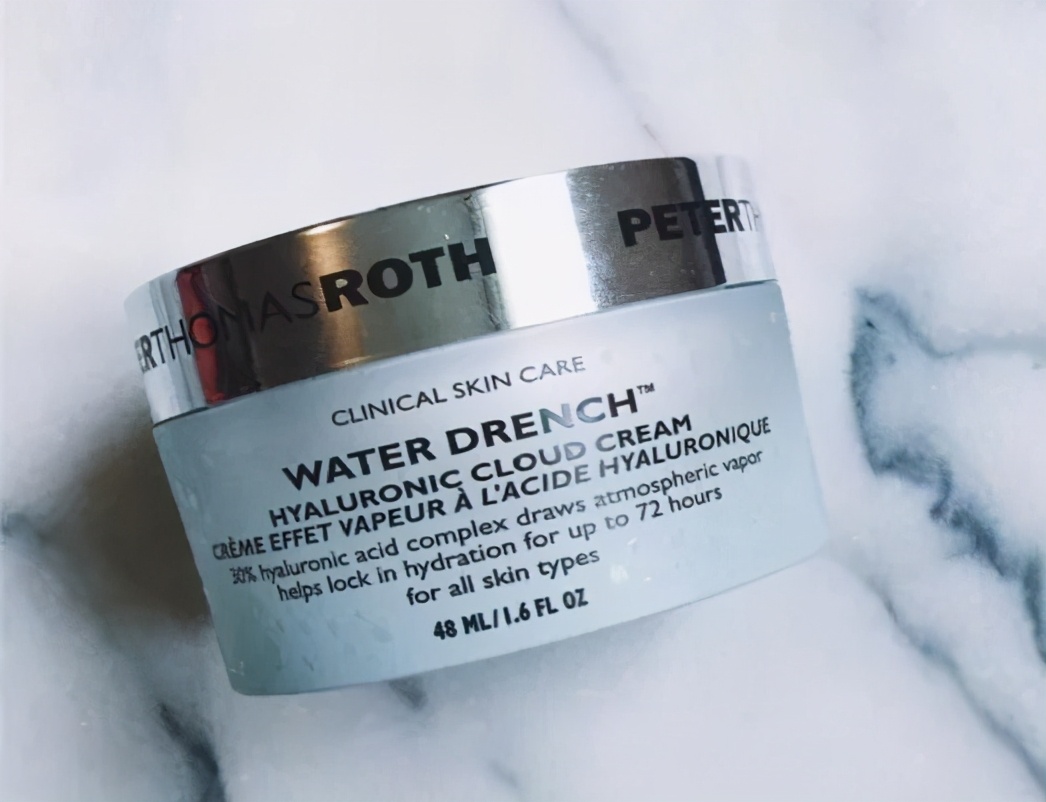 ERTHOMASROTH PETERTH
CLINICAL SKIN CARE
WATER DRENCH™
HYALURONIC CLOUD CREAM
CRÈME EFFET VAPEUR À L'ACIDE HYALURONIQUE
30% hyaluronic acid complex draws atmospheric vapor
helps lock in hydration for up to 72 hours
for all skin types
48 ML/1.6 FL OZ